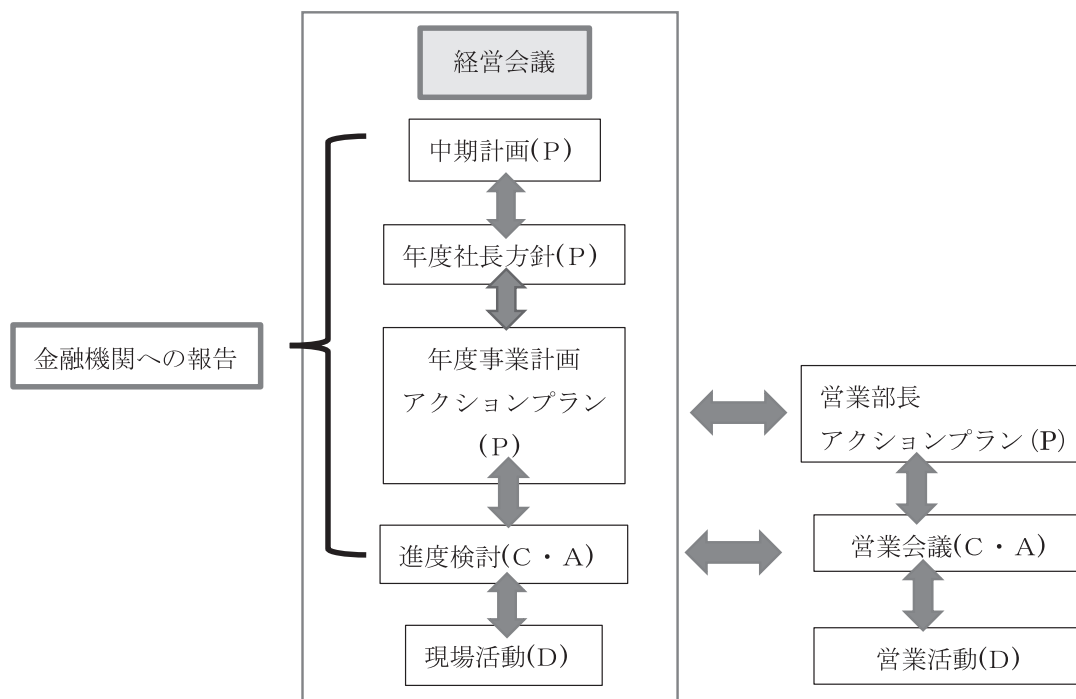 経営会議
中期計画(P)
年度社長方針(P)
年度事業計画
アクションプラン
(P)
進度検討(C・A)
現場活動(D)
金融機関への報告
営業部長
アクションプラン(P)
営業会議(C・A)
営業活動(D)